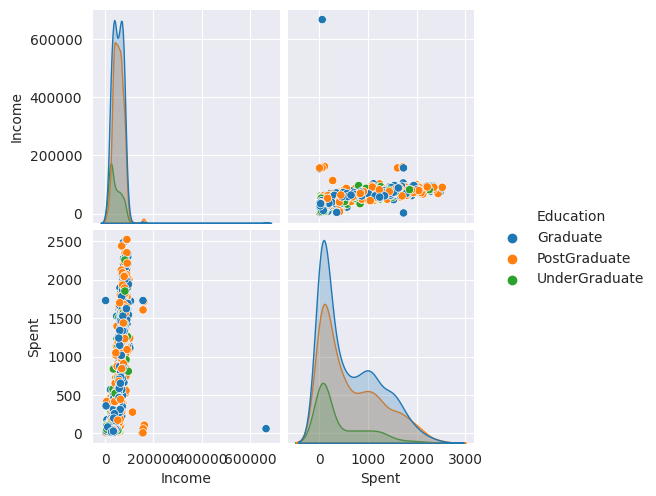 600000
400000
200000
0
Income
Education
Graduate
PostGraduate
UnderGraduate
2500
2000
1500
1000
500
0
Spent
0 200000 400000 600000
Income
0 1000 2000 3000
Spent